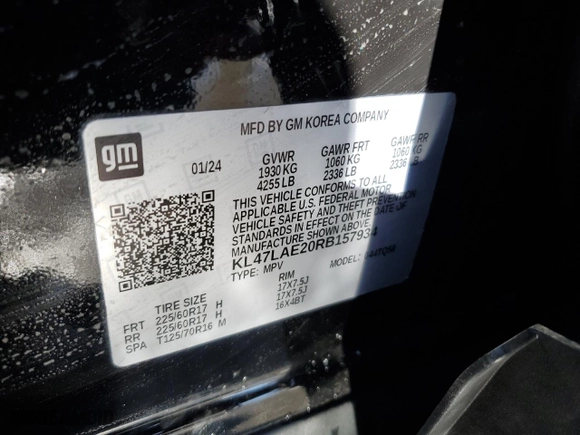 MFD BY GM KOREA COMPANY
gm
01/24
GVWR GAWR FRT GAWR RR
1930 KG 1060 KG 1060 KG
4255 LB 2336 LB 2336 LB
THIS VEHICLE CONFORMS TO ALL
APPLICABLE U.S. FEDERAL MOTOR
VEHICLE SAFETY AND THEFT PREVENTION
STANDARDS IN EFFECT ON THE DATE OF
MANUFACTURE SHOWN ABOVE
KL47LAE20RB157934
TYPE: MPV MODEL:
TIRE SIZE RIM
FRT 225/60R17 H 17X7.5J
RR 225/60R17 H 17X7.5J
SPA T125/70R16 M 16X4BT